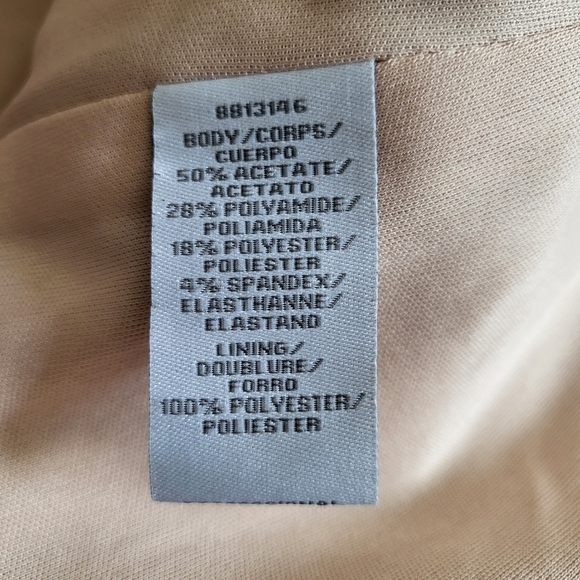 8813146
BODY/CORPS/
CUERPO
50% ACETATE/
ACETATO
28% POLYAMIDE/
POLIAMIDA
18% POLYESTER/
POLIESTER
4% SPANDEX/
ELASTHANNE/
ELASTANO
LINING/
DOUBLURE/
FORRO
100% POLYESTER/
POLIESTER